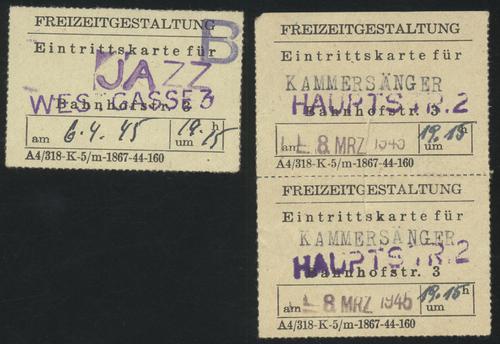 FREIZEITGESTALTUNG
Eintrittskarte für
B
JAZZ
WESTGASSE 3
Bahnhofstr. 3
am 6.4.45 um 19.15 h
A4/318-K-5/m-1867-44-160
FREIZEITGESTALTUNG
Eintrittskarte für
KAMMERSÄNGER
HAUPTSTR.2
Bahnhofstr. 3
am 8. MRZ 1945 um 19.15 h
A4/318-K-5/m-1867-44-160
FREIZEITGESTALTUNG
Eintrittskarte für
KAMMERSÄNGER
HAUPTSTR.2
Bahnhofstr. 3
am 8. MRZ 1945 um 19.15 h
A4/318-K-5/m-1867-44-160